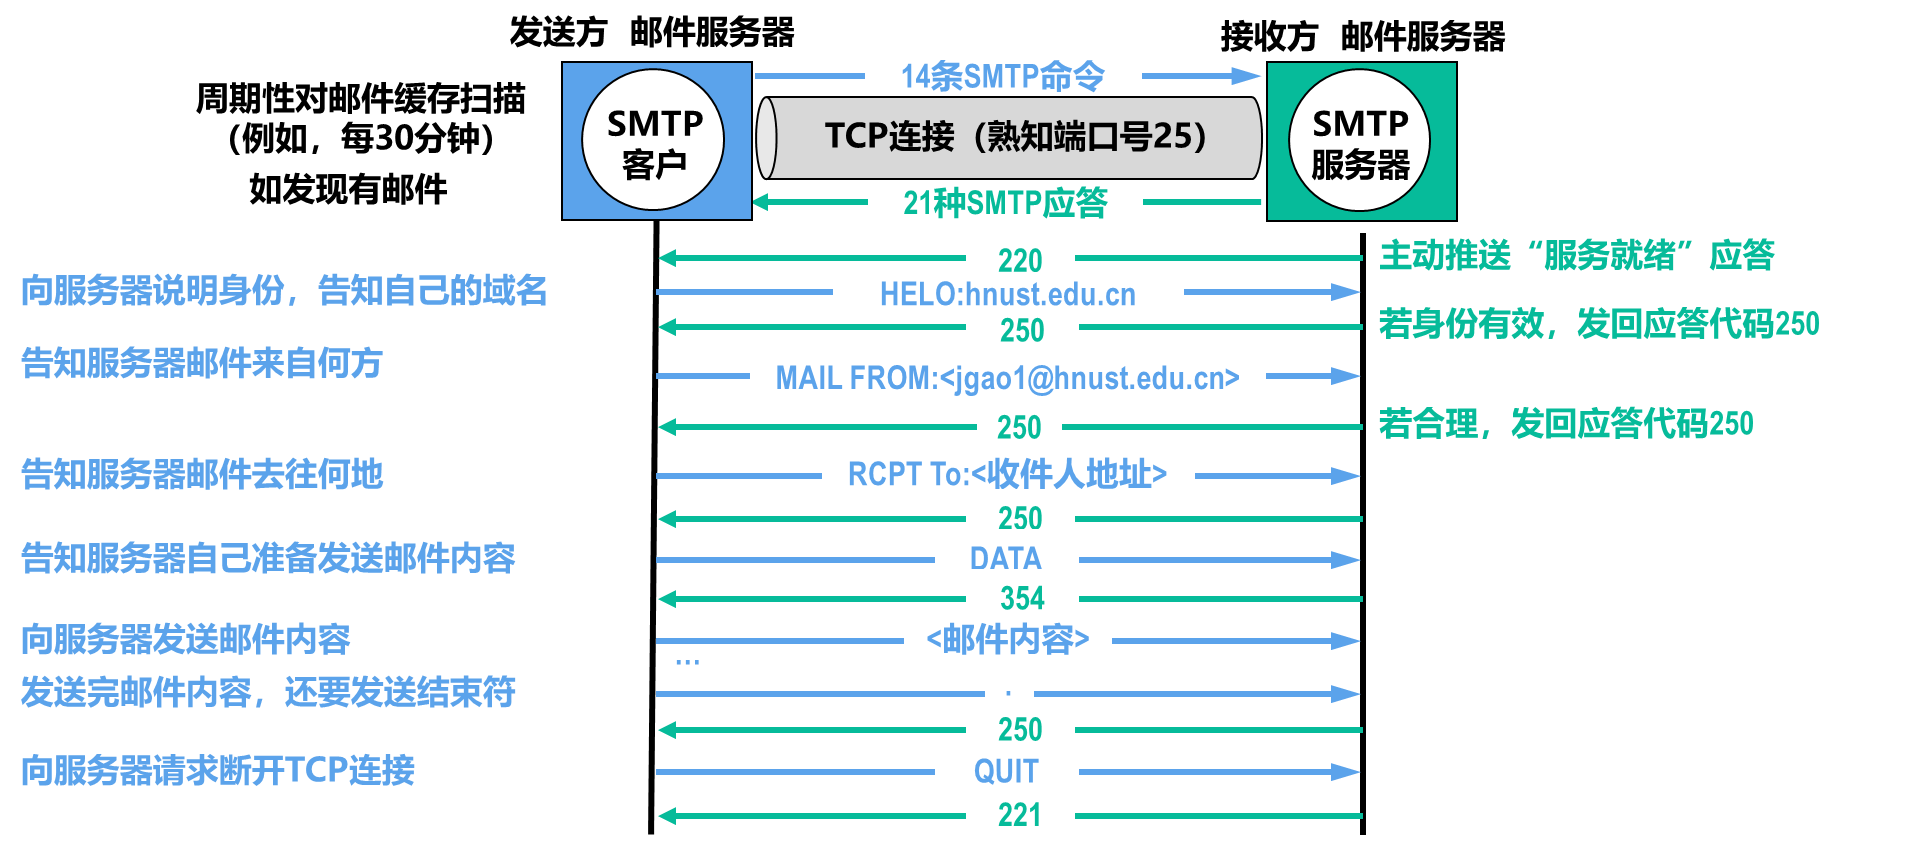 发送方 邮件服务器
接收方 邮件服务器
14条SMTP命令
周期性对邮件缓存扫描
（例如，每30分钟）
如发现有邮件
SMTP
客户
TCP连接（熟知端口号25）
SMTP
服务器
21种SMTP应答
220
主动推送“服务就绪”应答
向服务器说明身份，告知自己的域名
HELO:hnust.edu.cn
250
若身份有效，发回应答代码250
告知服务器邮件来自何方
MAIL FROM:<jgao1@hnust.edu.cn>
250
若合理，发回应答代码250
告知服务器邮件去往何地
RCPT To:<收件人地址>
250
告知服务器自己准备发送邮件内容
DATA
354
向服务器发送邮件内容
<邮件内容>
...
发送完邮件内容，还要发送结束符
.
250
向服务器请求断开TCP连接
QUIT
221